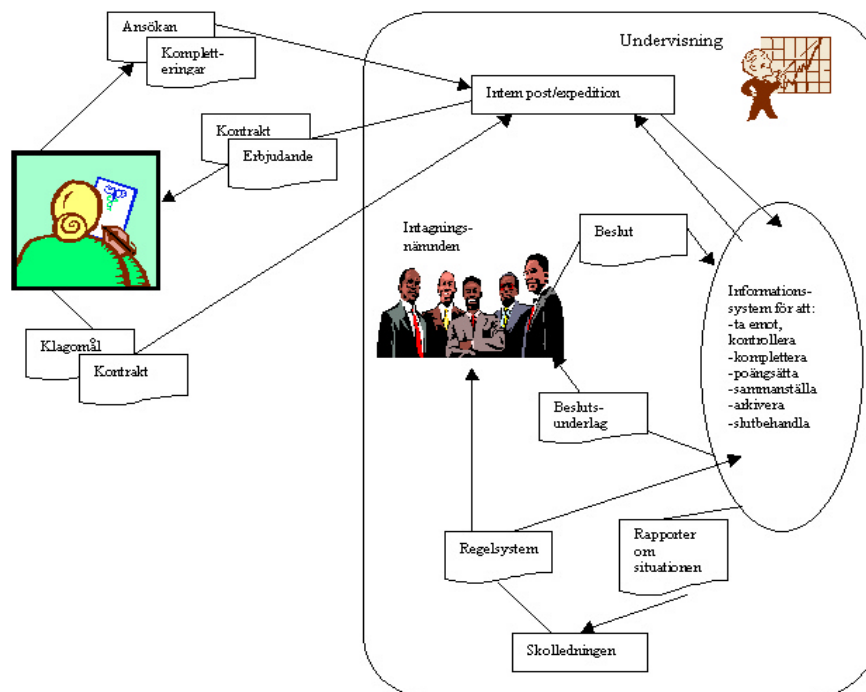 Ansökan
Komplett-
eringar
Undervisning
Intern post/expedition
Kontrakt
Erbjudande
Intagnings-
nämnden
Beslut
Informations-
system för att:
-ta emot,
kontrollera
-komplettera
-poängsätta
-sammanställa
-arkivera
-slutbehandla
Klagomål
Kontrakt
Besluts-
underlag
Regelsystem
Rapporter
om
situationen
Skolledningen